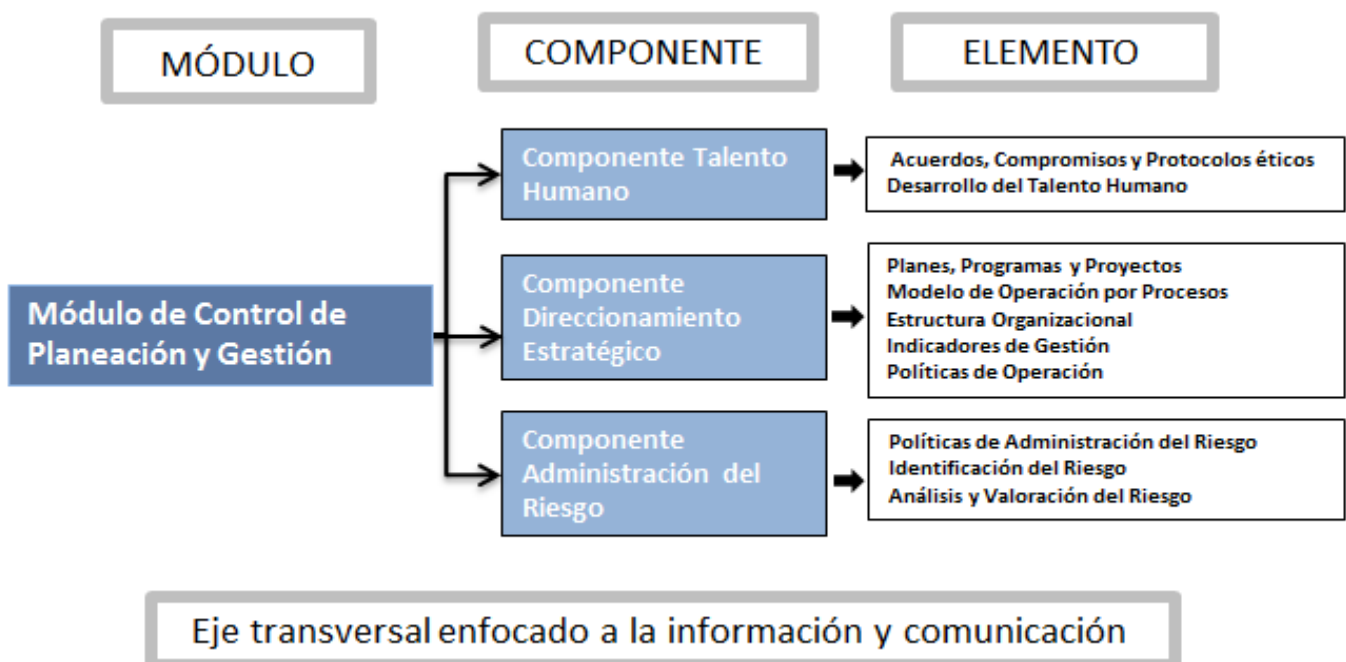 MÓDULO
COMPONENTE
ELEMENTO
Módulo de Control de
Planeación y Gestión
Componente Talento
Humano
Acuerdos, Compromisos y Protocolos éticos
Desarrollo del Talento Humano
Componente
Direccionamiento
Estratégico
Planes, Programas y Proyectos
Modelo de Operación por Procesos
Estructura Organizacional
Indicadores de Gestión
Políticas de Operación
Componente
Administración del
Riesgo
Políticas de Administración del Riesgo
Identificación del Riesgo
Análisis y Valoración del Riesgo
Eje transversal enfocado a la información y comunicación